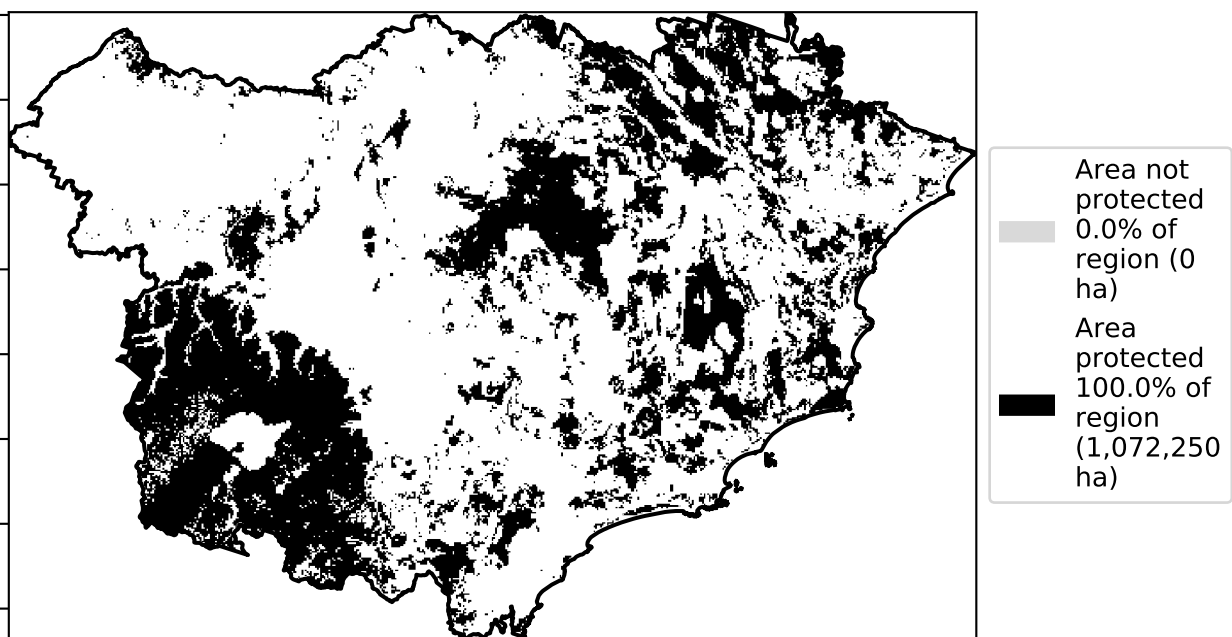 Area not
protected
0.0% of
region (0
ha)
Area
protected
100.0% of
region
(1,072,250
ha)